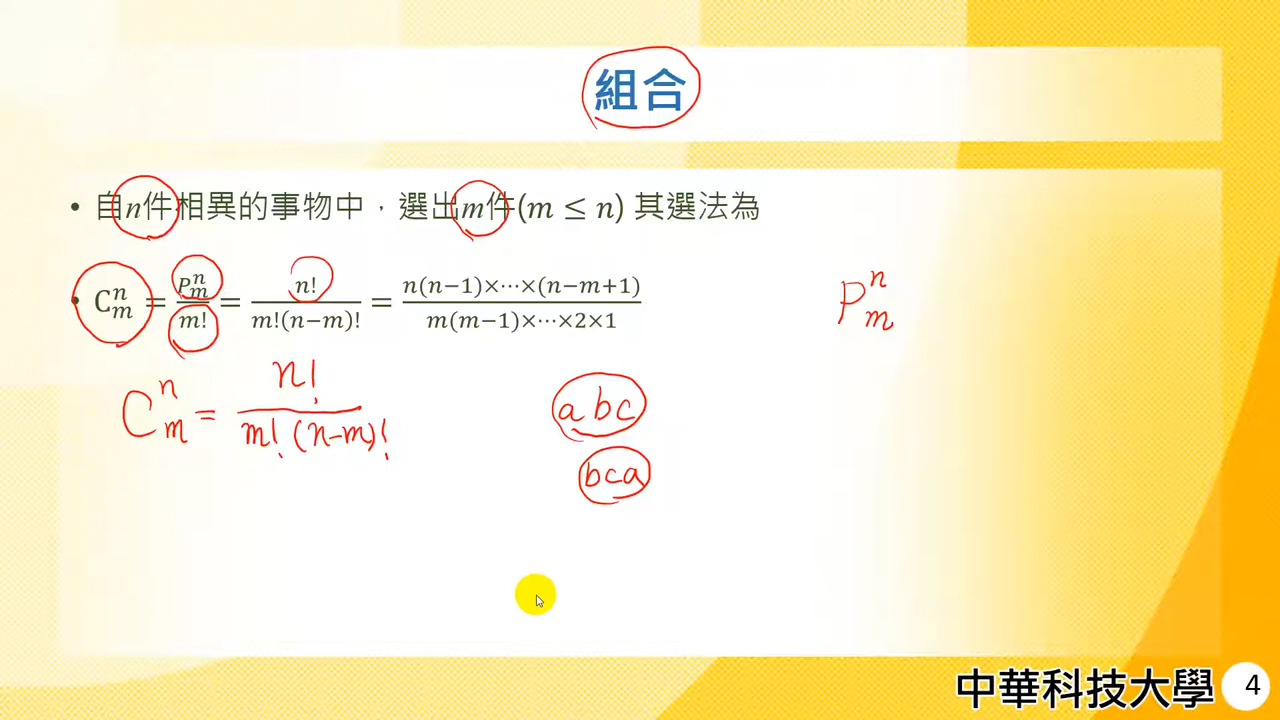 組合
• 自n件相異的事物中，選出m件(m ≤ n) 其選法為
• C^n_m = P^n_m / m! = n! / m!(n−m)! = n(n−1)×⋯×(n−m+1) / m(m−1)×⋯×2×1
P^n_m
C^n_m = n! / m!(n-m)!
abc
bca
中華科技大學 4